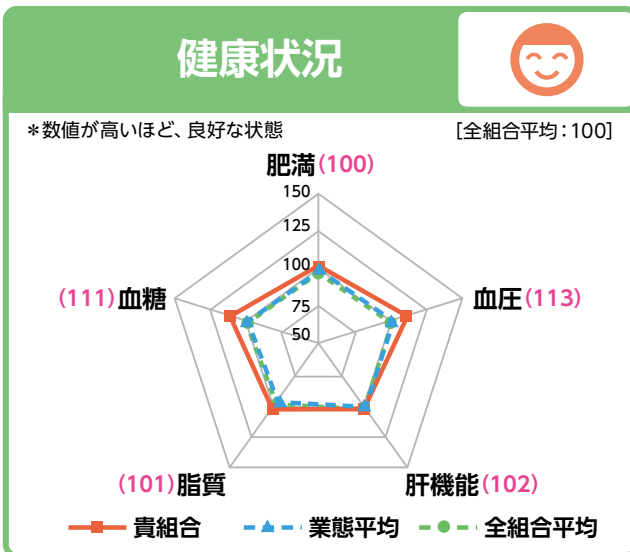 健康状況
*数値が高いほど、良好な状態
[全組合平均：100]
肥満(100)
150
125
100
75
50
(111)血糖
血圧(113)
(101)脂質
肝機能(102)
貴組合
業態平均
全組合平均